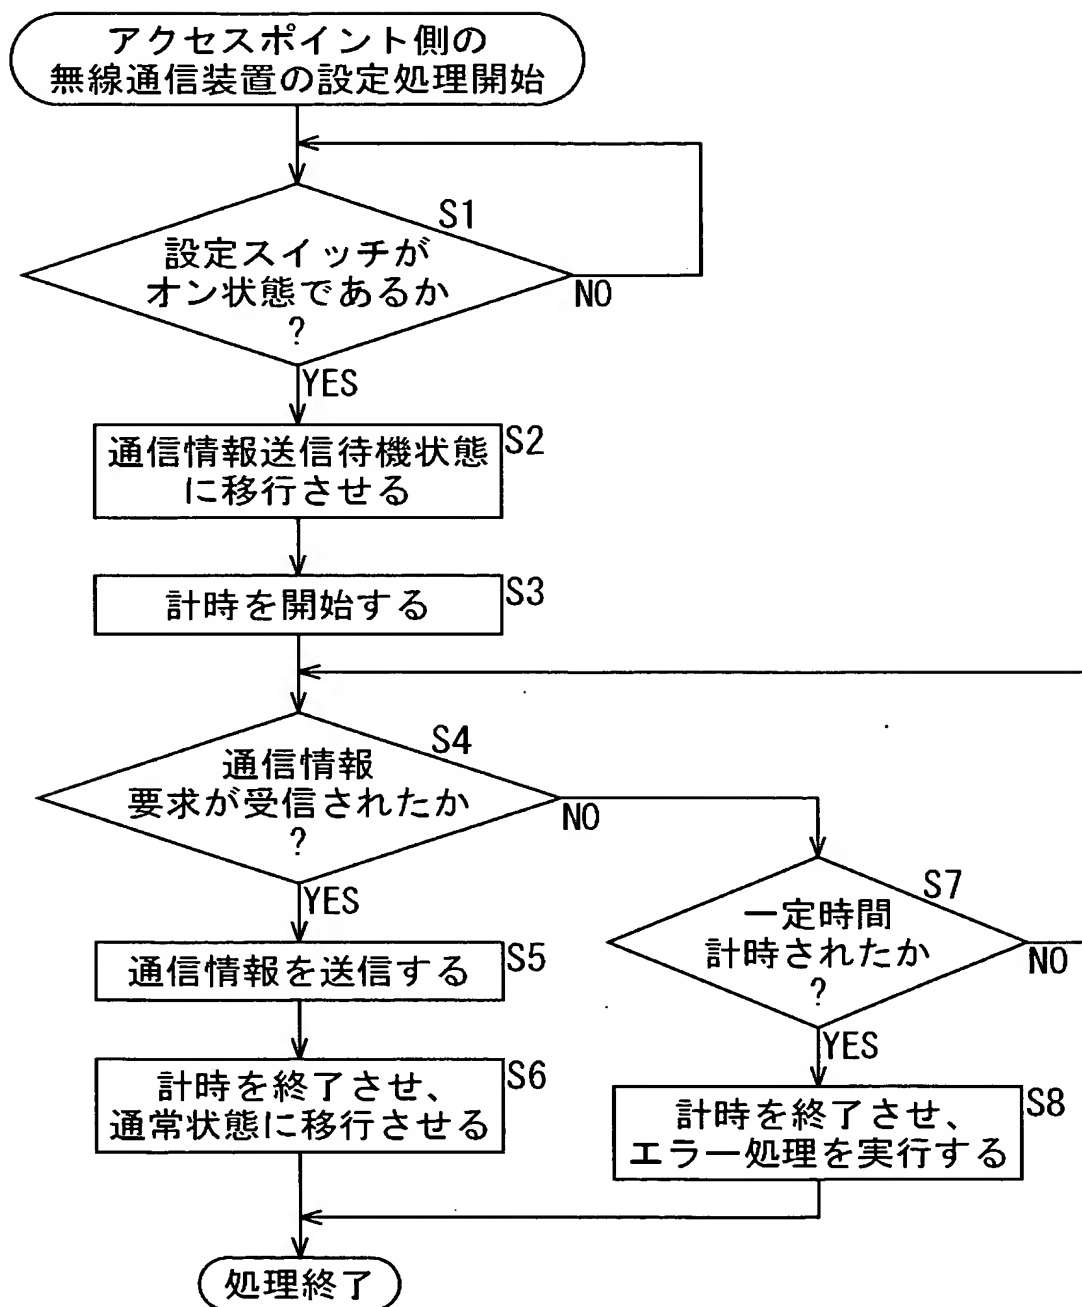 アクセスポイント側の
無線通信装置の設定処理開始
S1
設定スイッチが
オン状態であるか
?
NO
YES
S2
通信情報送信待機状態
に移行させる
S3
計時を開始する
S4
通信情報
要求が受信されたか
?
NO
YES
S7
一定時間
計時されたか
?
NO
YES
S5
通信情報を送信する
S6
計時を終了させ、
通常状態に移行させる
S8
計時を終了させ、
エラー処理を実行する
処理終了